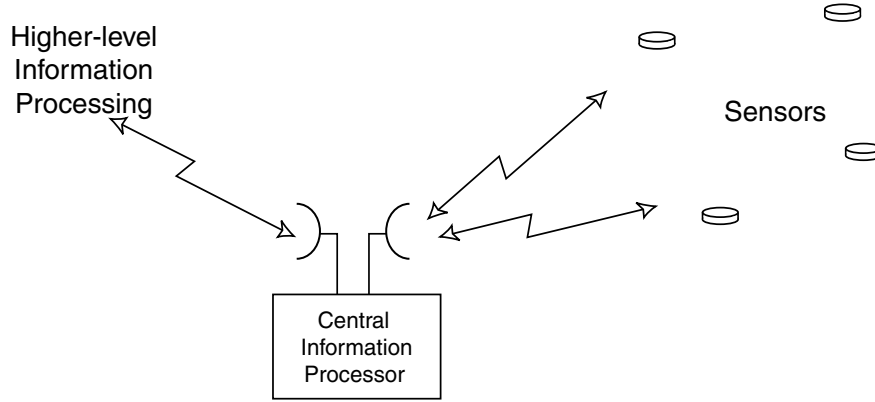 Higher-level
Information
Processing
Sensors
Central
Information
Processor